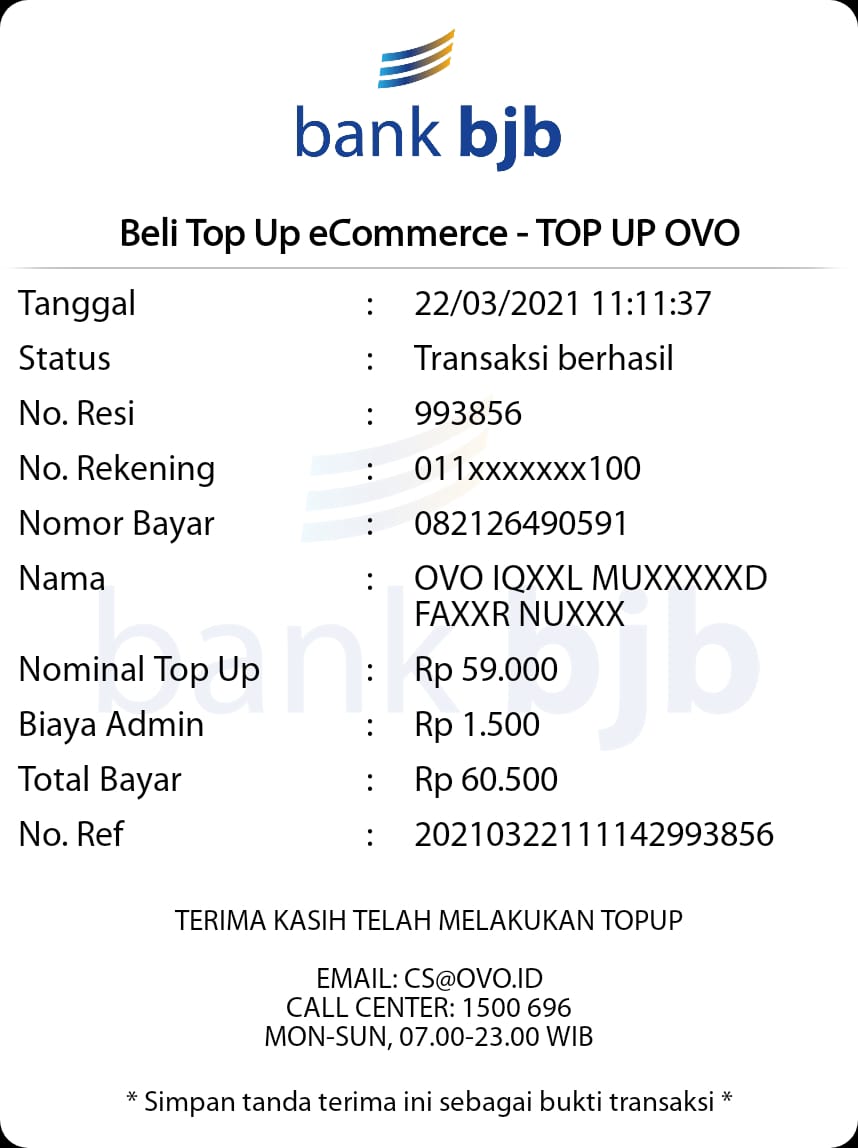 bank bjb
Beli Top Up eCommerce - TOP UP OVO
Tanggal : 22/03/2021 11:11:37
Status : Transaksi berhasil
No. Resi : 993856
No. Rekening : 011xxxxxxx100
Nomor Bayar : 082126490591
Nama : OVO IQXXL MUXXXXXD
FAXXR NUXXX
Nominal Top Up : Rp 59.000
Biaya Admin : Rp 1.500
Total Bayar : Rp 60.500
No. Ref : 20210322111142993856
TERIMA KASIH TELAH MELAKUKAN TOPUP
EMAIL: CS@OVO.ID
CALL CENTER: 1500 696
MON-SUN, 07.00-23.00 WIB
* Simpan tanda terima ini sebagai bukti transaksi *
bank bjb